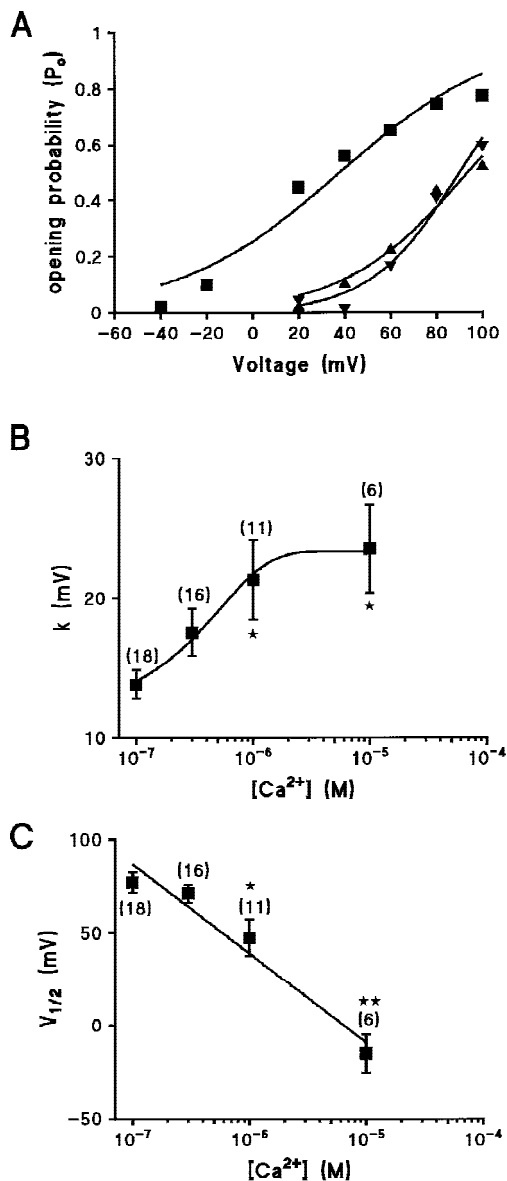 A
opening probability (Pₒ)
1
0.8
0.6
0.4
0.2
0
-60 -40 -20 0 20 40 60 80 100
Voltage (mV)
B
k (mV)
30
20
10
(18)
(16)
(11)
★
(6)
★
10⁻⁷ 10⁻⁶ 10⁻⁵ 10⁻⁴
[Ca²⁺] (M)
C
V₁/₂ (mV)
100
50
0
-50
(18)
(16)
★
(11)
★★
(6)
10⁻⁷ 10⁻⁶ 10⁻⁵ 10⁻⁴
[Ca²⁺] (M)